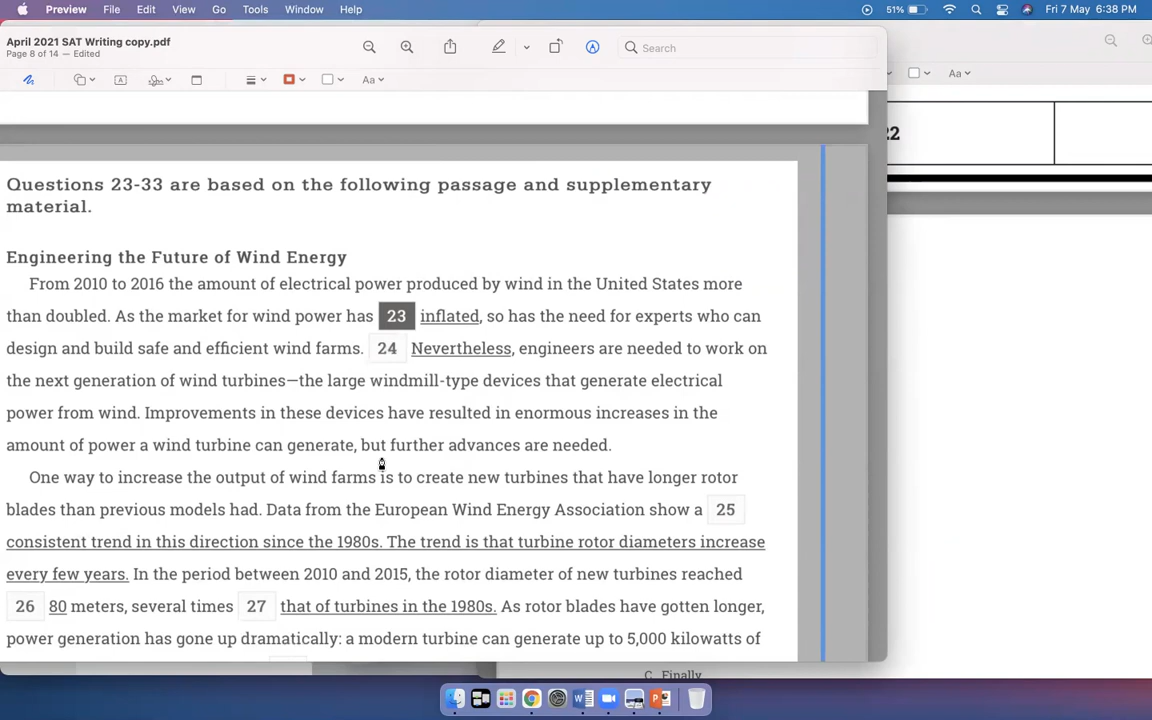 Preview File Edit View Go Tools Window Help 51% Fri 7 May 6:38 PM
April 2021 SAT Writing copy.pdf
Page 8 of 14 — Edited
Search
Aa
Aa
22
Questions 23-33 are based on the following passage and supplementary
material.
Engineering the Future of Wind Energy
From 2010 to 2016 the amount of electrical power produced by wind in the United States more
than doubled. As the market for wind power has 23 inflated, so has the need for experts who can
design and build safe and efficient wind farms. 24 Nevertheless, engineers are needed to work on
the next generation of wind turbines—the large windmill-type devices that generate electrical
power from wind. Improvements in these devices have resulted in enormous increases in the
amount of power a wind turbine can generate, but further advances are needed.
One way to increase the output of wind farms is to create new turbines that have longer rotor
blades than previous models had. Data from the European Wind Energy Association show a 25
consistent trend in this direction since the 1980s. The trend is that turbine rotor diameters increase
every few years. In the period between 2010 and 2015, the rotor diameter of new turbines reached
26 80 meters, several times 27 that of turbines in the 1980s. As rotor blades have gotten longer,
power generation has gone up dramatically: a modern turbine can generate up to 5,000 kilowatts of
C. Finally